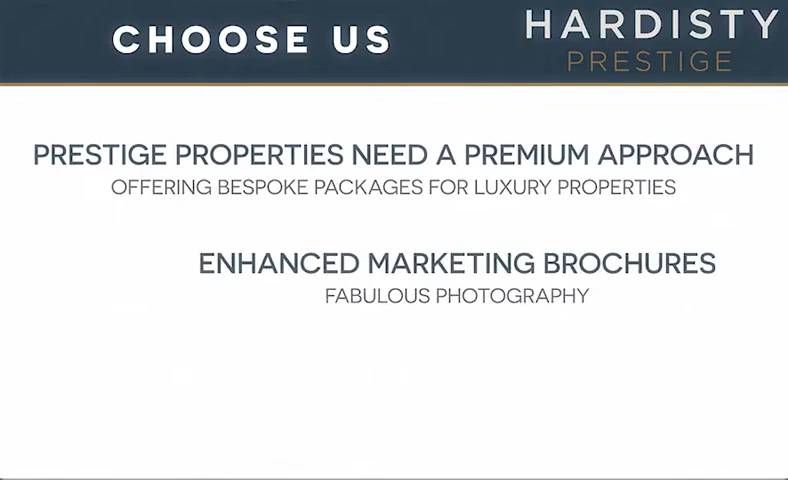 CHOOSE US
HARDISTY
PRESTIGE
PRESTIGE PROPERTIES NEED A PREMIUM APPROACH
OFFERING BESPOKE PACKAGES FOR LUXURY PROPERTIES
ENHANCED MARKETING BROCHURES
FABULOUS PHOTOGRAPHY